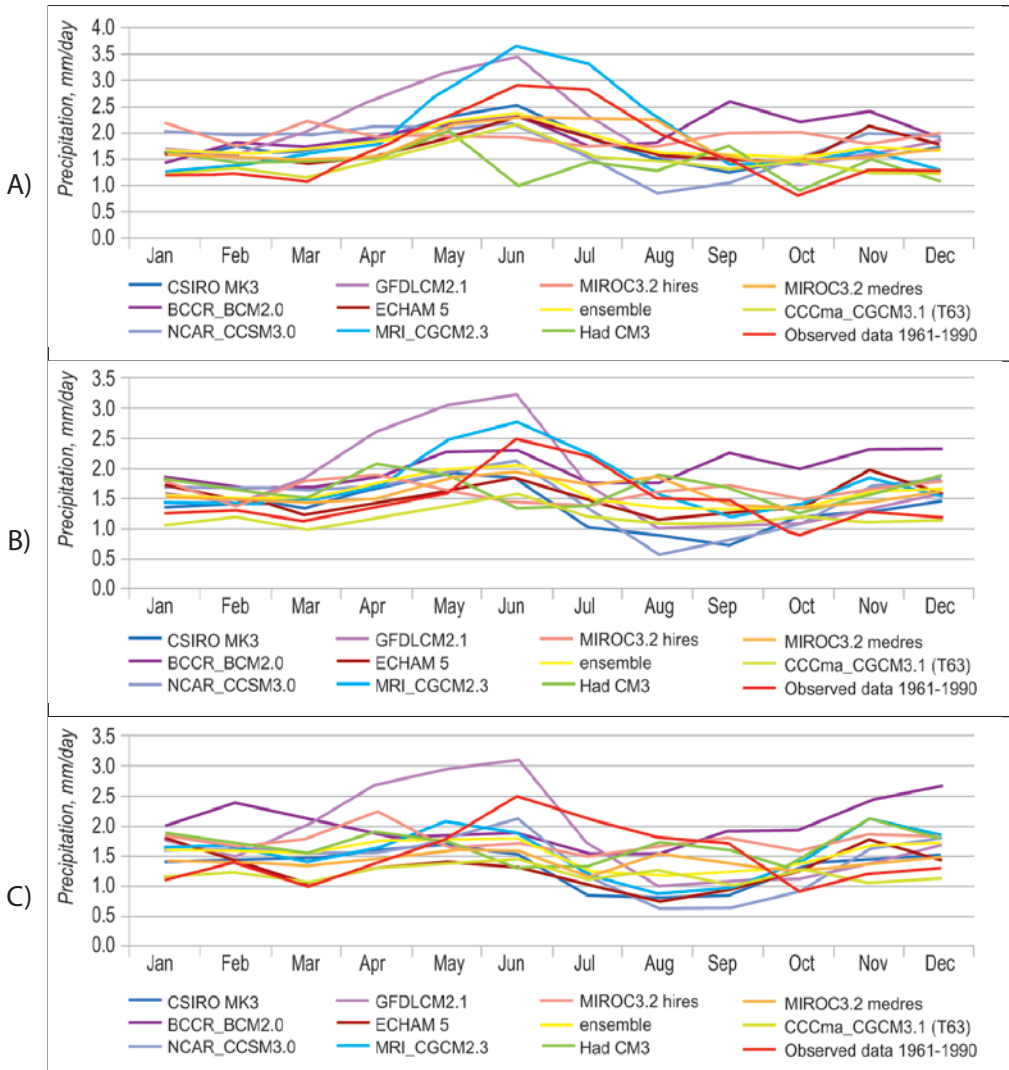 A)
Precipitation, mm/day
4.0
3.5
3.0
2.5
2.0
1.5
1.0
0.5
0.0
Jan Feb Mar Apr May Jun Jul Aug Sep Oct Nov Dec
CSIRO MK3 GFDLCM2.1 MIROC3.2 hires MIROC3.2 medres
BCCR_BCM2.0 ECHAM 5 ensemble CCCma_CGCM3.1 (T63)
NCAR_CCSM3.0 MRI_CGCM2.3 Had CM3 Observed data 1961-1990
B)
Precipitation, mm/day
3.5
3.0
2.5
2.0
1.5
1.0
0.5
0.0
Jan Feb Mar Apr May Jun Jul Aug Sep Oct Nov Dec
CSIRO MK3 GFDLCM2.1 MIROC3.2 hires MIROC3.2 medres
BCCR_BCM2.0 ECHAM 5 ensemble CCCma_CGCM3.1 (T63)
NCAR_CCSM3.0 MRI_CGCM2.3 Had CM3 Observed data 1961-1990
C)
Precipitation, mm/day
3.5
3.0
2.5
2.0
1.5
1.0
0.5
0.0
Jan Feb Mar Apr May Jun Jul Aug Sep Oct Nov Dec
CSIRO MK3 GFDLCM2.1 MIROC3.2 hires MIROC3.2 medres
BCCR_BCM2.0 ECHAM 5 ensemble CCCma_CGCM3.1 (T63)
NCAR_CCSM3.0 MRI_CGCM2.3 Had CM3 Observed data 1961-1990